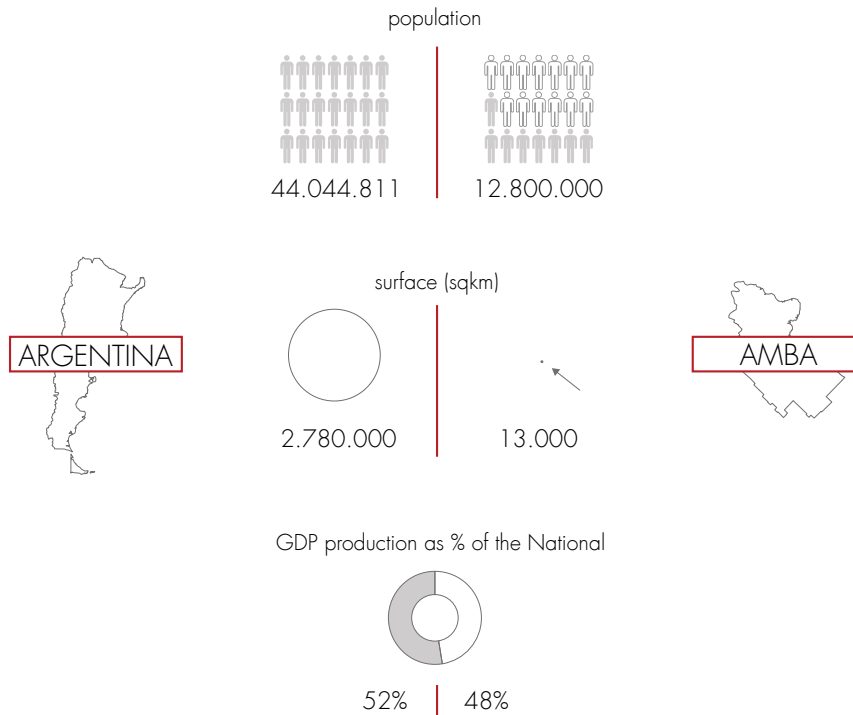 population
44.044.811
12.800.000
surface (sqkm)
ARGENTINA
AMBA
2.780.000
13.000
GDP production as % of the National
52%
48%